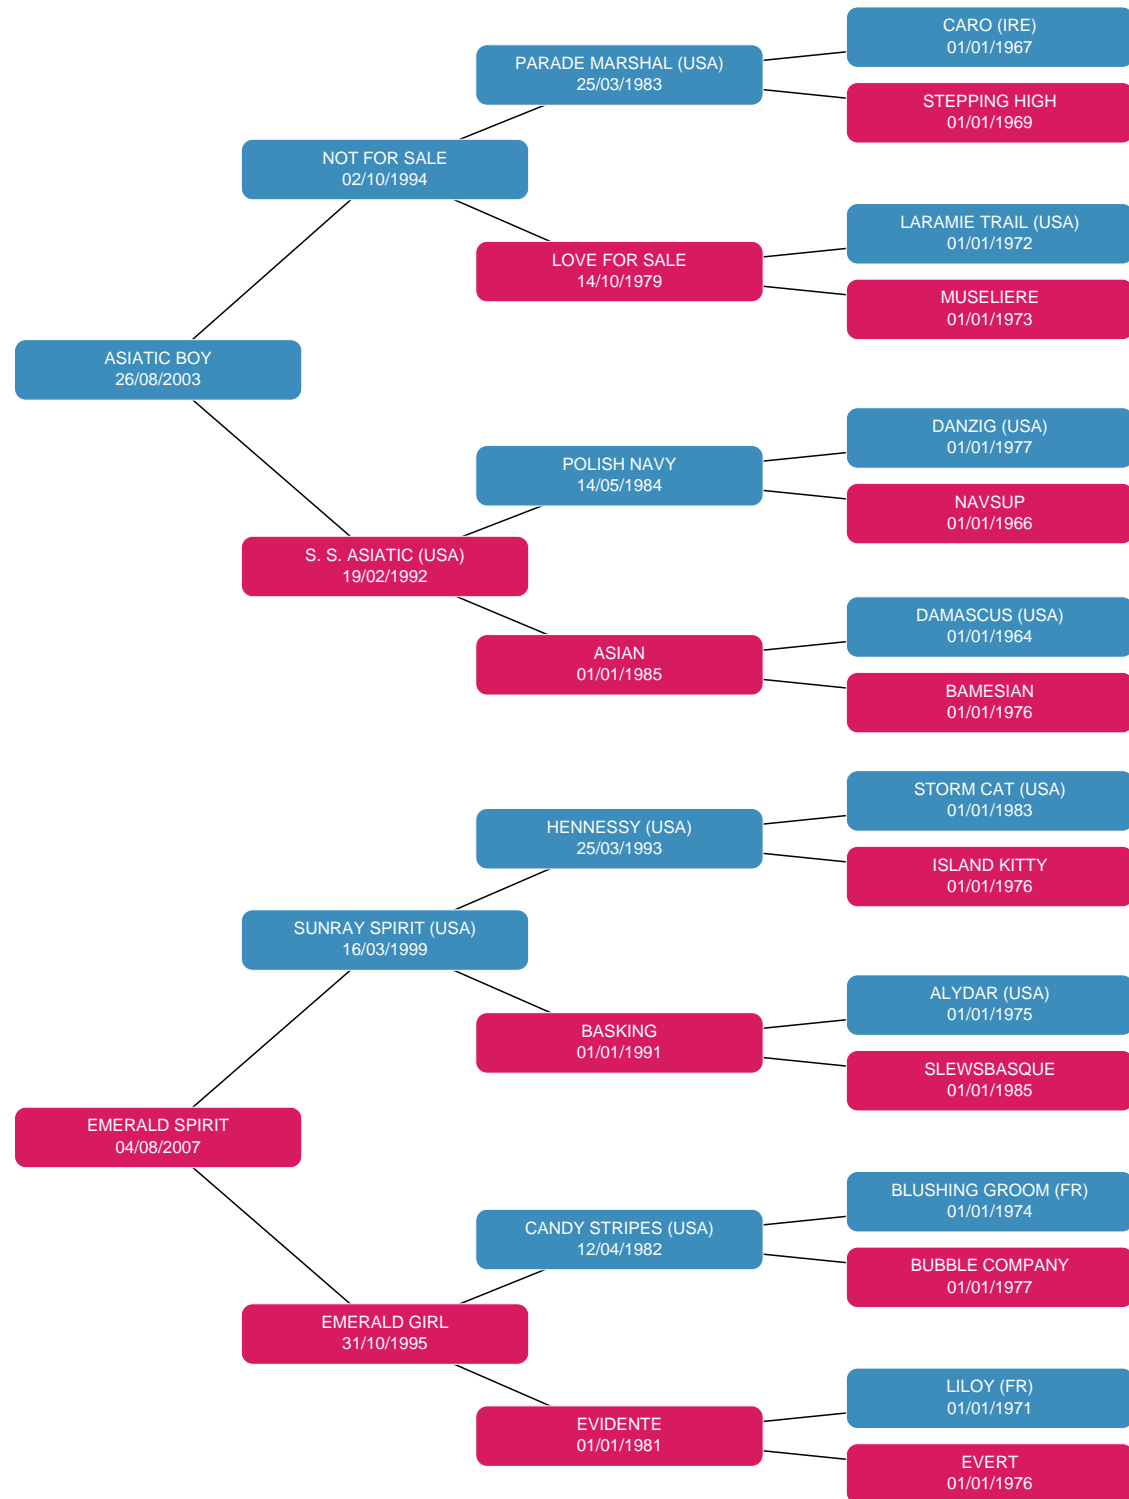 CARO (IRE)
01/01/1967
PARADE MARSHAL (USA)
25/03/1983
STEPPING HIGH
01/01/1969
NOT FOR SALE
02/10/1994
LARAMIE TRAIL (USA)
01/01/1972
LOVE FOR SALE
14/10/1979
MUSELIERE
01/01/1973
ASIATIC BOY
26/08/2003
DANZIG (USA)
01/01/1977
POLISH NAVY
14/05/1984
NAVSUP
01/01/1966
S. S. ASIATIC (USA)
19/02/1992
DAMASCUS (USA)
01/01/1964
ASIAN
01/01/1985
BAMESIAN
01/01/1976
STORM CAT (USA)
01/01/1983
HENNESSY (USA)
25/03/1993
ISLAND KITTY
01/01/1976
SUNRAY SPIRIT (USA)
16/03/1999
ALYDAR (USA)
01/01/1975
BASKING
01/01/1991
SLEWSBASQUE
01/01/1985
EMERALD SPIRIT
04/08/2007
BLUSHING GROOM (FR)
01/01/1974
CANDY STRIPES (USA)
12/04/1982
BUBBLE COMPANY
01/01/1977
EMERALD GIRL
31/10/1995
LILOY (FR)
01/01/1971
EVIDENTE
01/01/1981
EVERT
01/01/1976